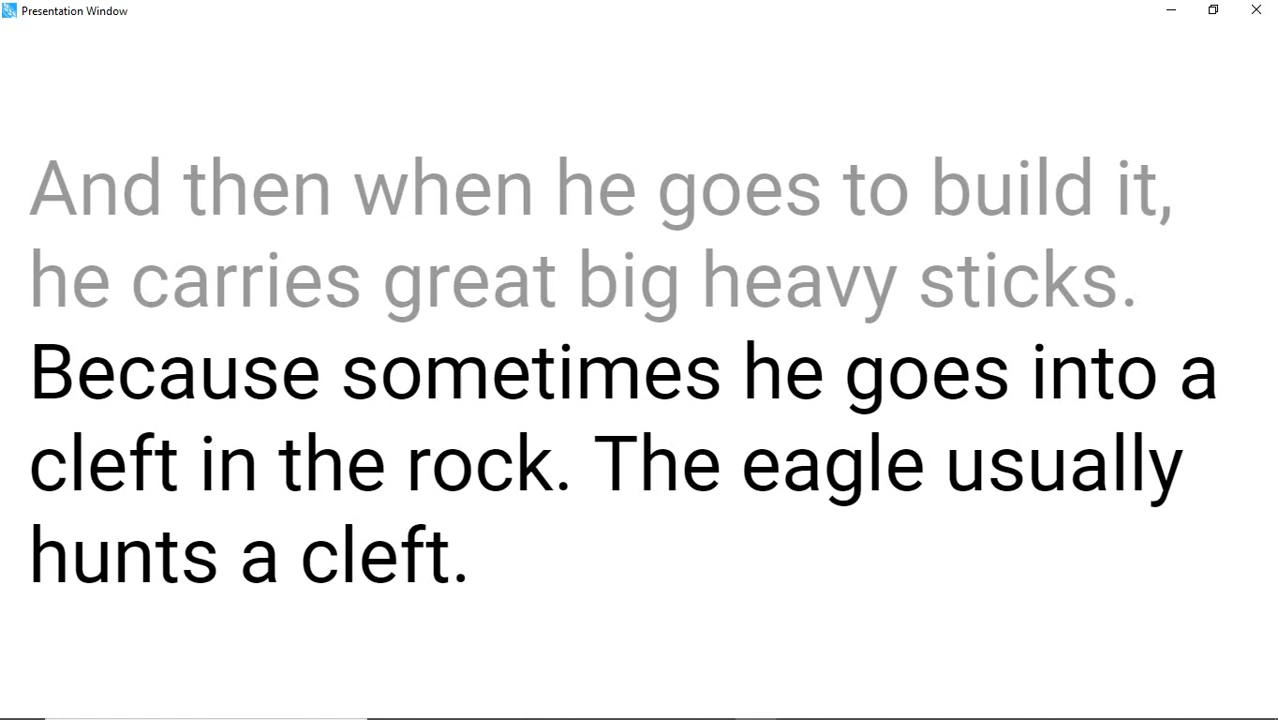 Presentation Window
And then when he goes to build it,
he carries great big heavy sticks.
Because sometimes he goes into a
cleft in the rock. The eagle usually
hunts a cleft.